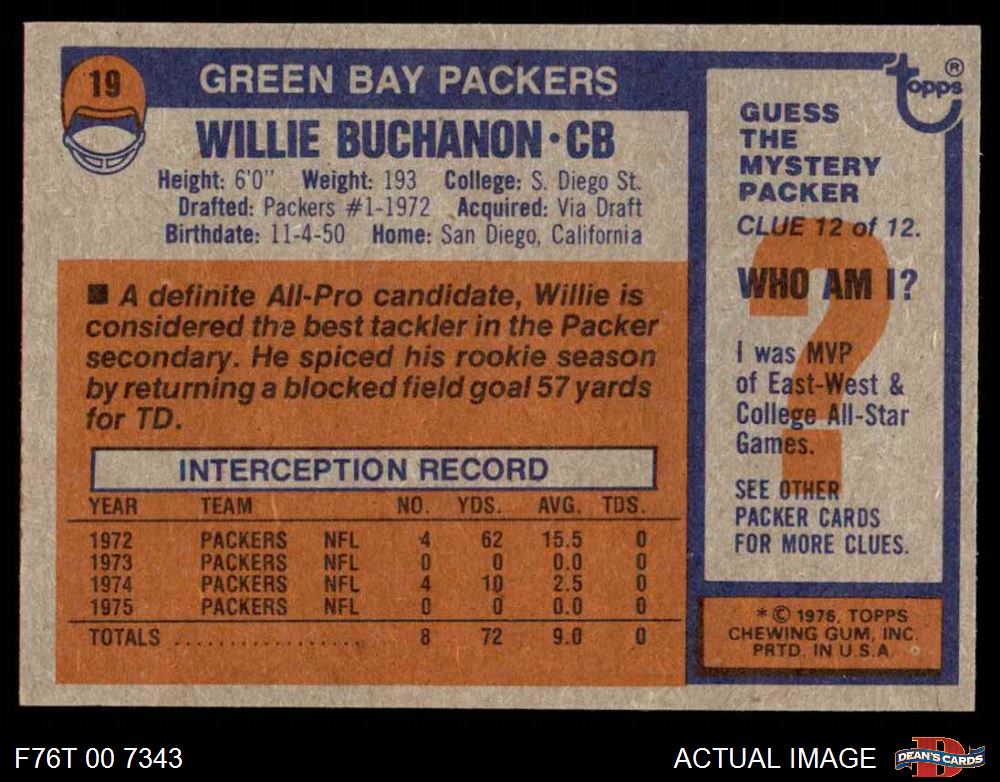 19
GREEN BAY PACKERS
WILLIE BUCHANON • CB
Height: 6'0" Weight: 193 College: S. Diego St.
Drafted: Packers #1-1972 Acquired: Via Draft
Birthdate: 11-4-50 Home: San Diego, California
■ A definite All-Pro candidate, Willie is
considered the best tackler in the Packer
secondary. He spiced his rookie season
by returning a blocked field goal 57 yards
for TD.
INTERCEPTION RECORD
YEAR TEAM NO. YDS. AVG. TDS.
1972 PACKERS NFL 4 62 15.5 0
1973 PACKERS NFL 0 0 0.0 0
1974 PACKERS NFL 4 10 2.5 0
1975 PACKERS NFL 0 0 0.0 0
TOTALS .................. 8 72 9.0 0
topps®
GUESS
THE
MYSTERY
PACKER
CLUE 12 of 12.
?
WHO AM I?
I was MVP
of East-West &
College All-Star
Games.
SEE OTHER
PACKER CARDS
FOR MORE CLUES.
* © 1976, TOPPS
CHEWING GUM, INC.
PRTD. IN U.S.A.
F76T 00 7343
ACTUAL IMAGE
D
DEAN'S CARDS